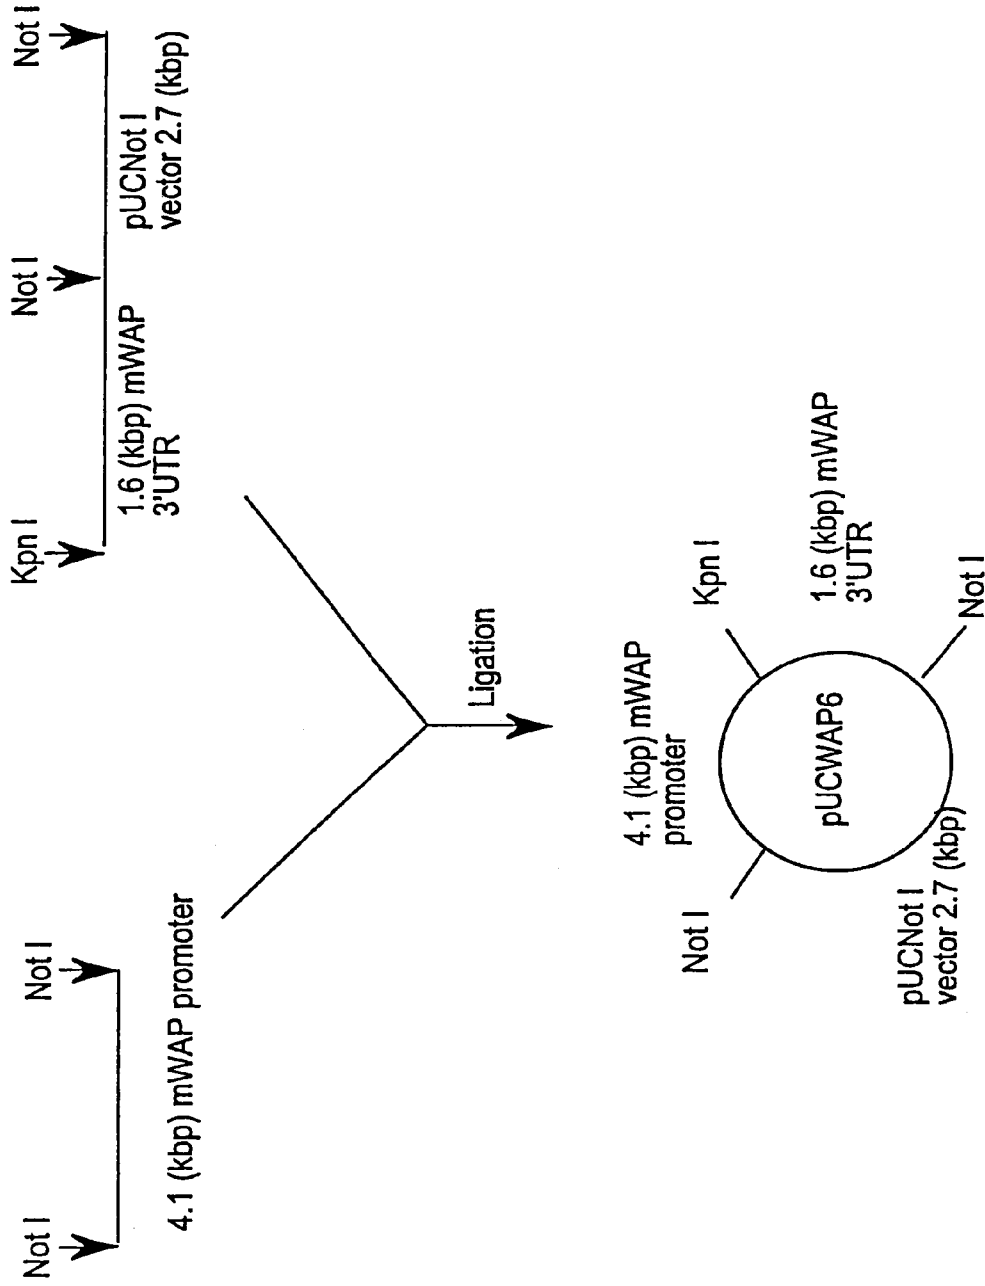 Not I
Not I
4.1 (kbp) mWAP promoter
Kpn I
Not I
Not I
1.6 (kbp) mWAP
3"UTR
pUCNot I
vector 2.7 (kbp)
Ligation
4.1 (kbp) mWAP
promoter
Not I
Kpn I
pUCWAP6
1.6 (kbp) mWAP
3"UTR
pUCNot I
vector 2.7 (kbp)
Not I